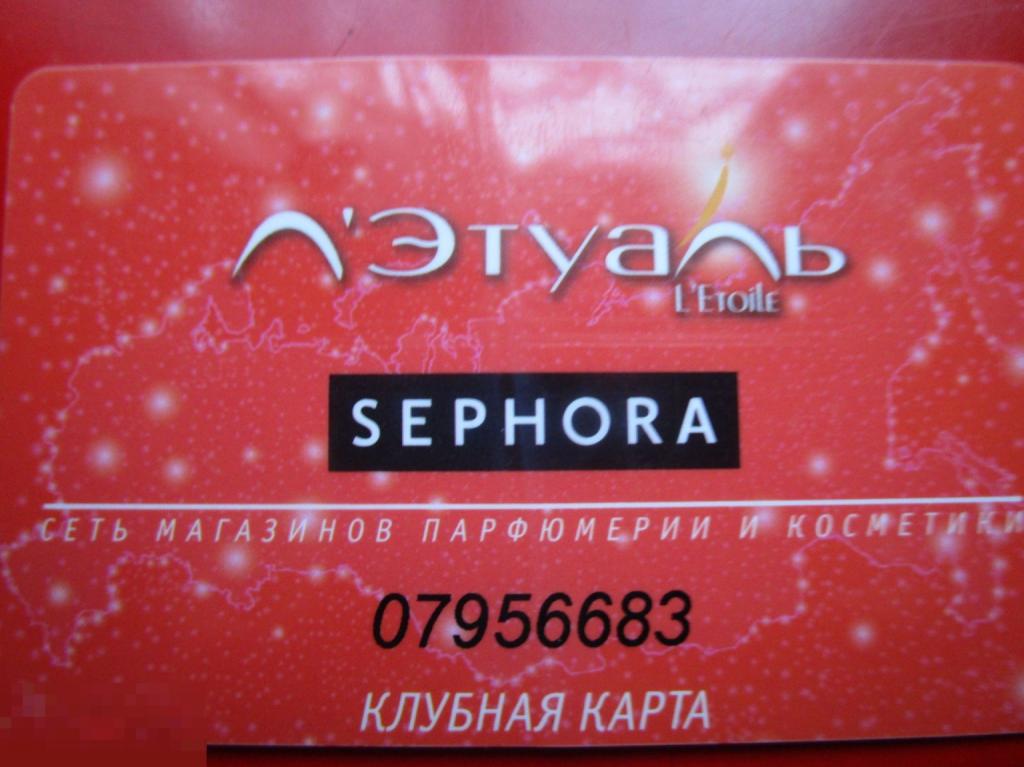 Л'Этуаль
L'Etoile
SEPHORA
СЕТЬ МАГАЗИНОВ ПАРФЮМЕРИИ И КОСМЕТИКИ
07956683
КЛУБНАЯ КАРТА